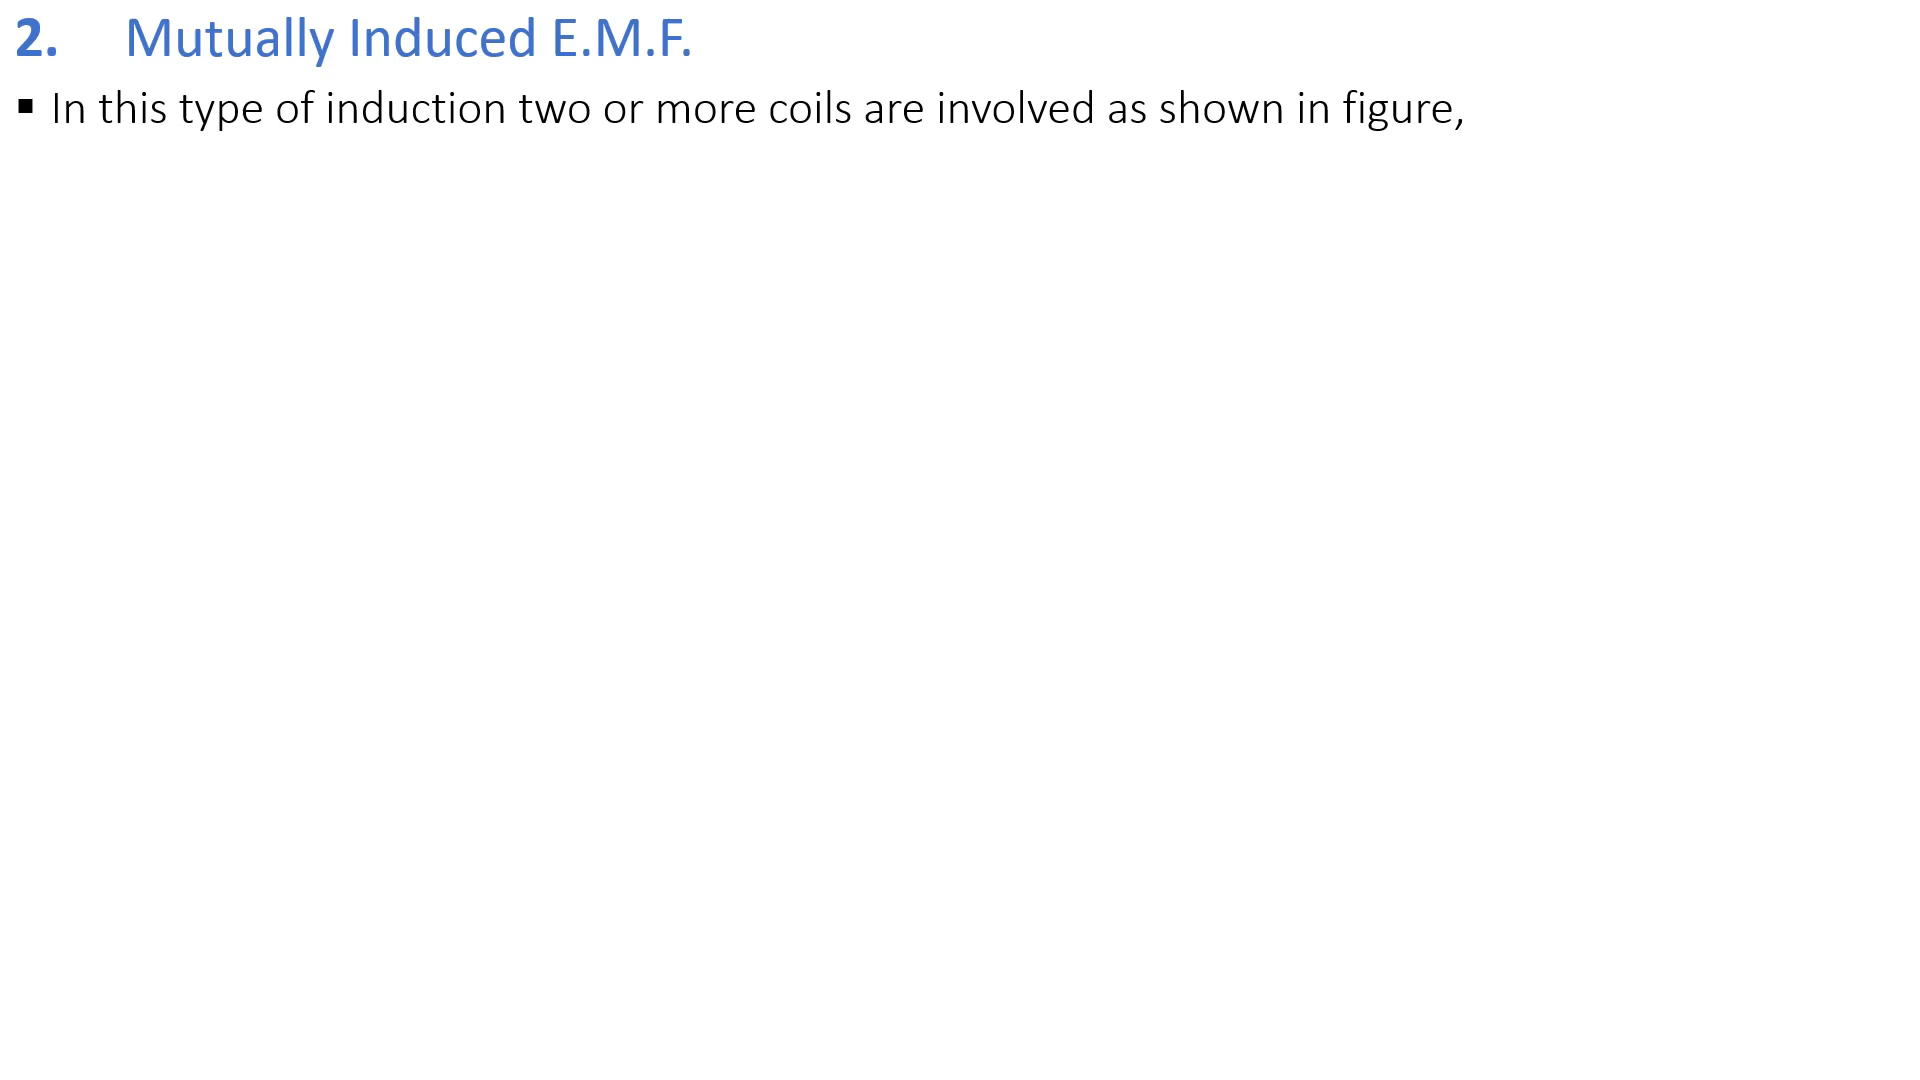 2. Mutually Induced E.M.F.
▪ In this type of induction two or more coils are involved as shown in figure,